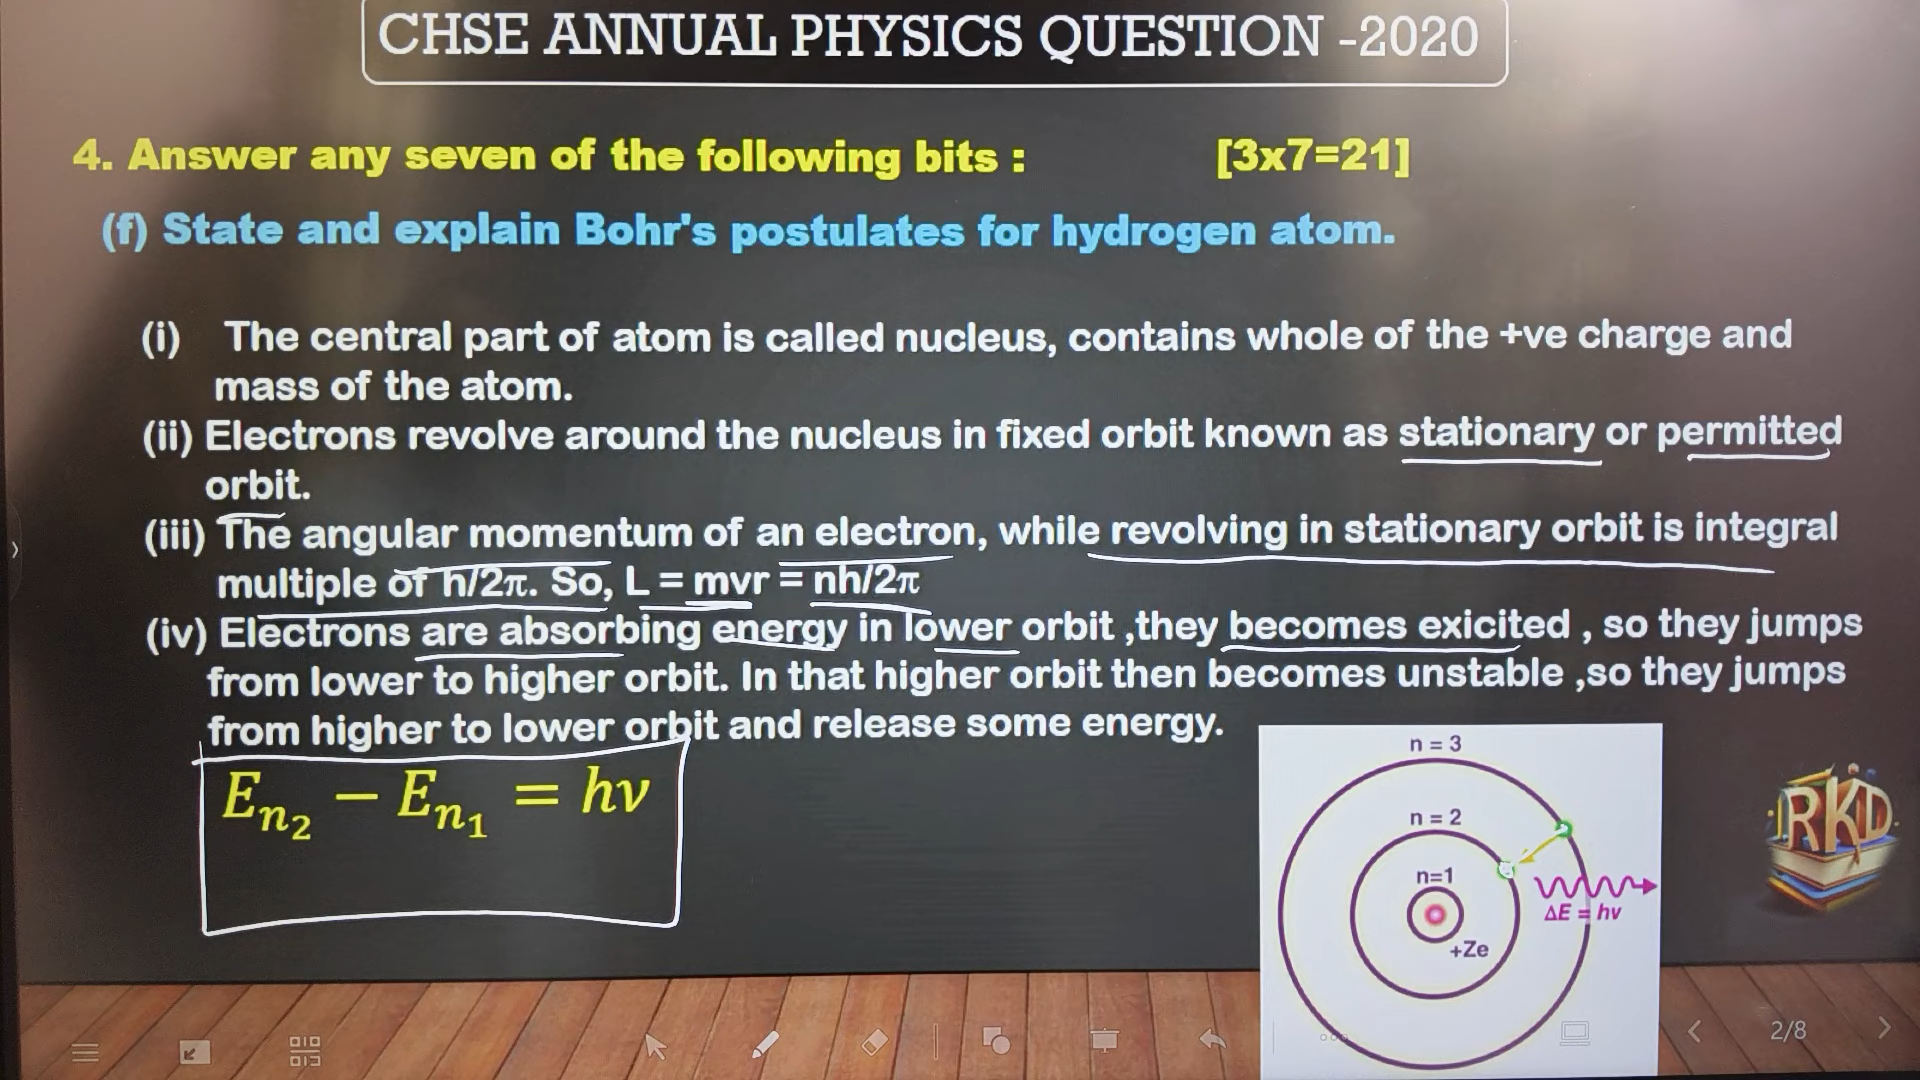 CHSE ANNUAL PHYSICS QUESTION -2020
4. Answer any seven of the following bits : [3x7=21]
(f) State and explain Bohr's postulates for hydrogen atom.
(i) The central part of atom is called nucleus, contains whole of the +ve charge and
mass of the atom.
(ii) Electrons revolve around the nucleus in fixed orbit known as stationary or permitted
orbit.
(iii) The angular momentum of an electron, while revolving in stationary orbit is integral
multiple of h/2π. So, L = mvr = nh/2π
(iv) Electrons are absorbing energy in lower orbit ,they becomes exicited , so they jumps
from lower to higher orbit. In that higher orbit then becomes unstable ,so they jumps
from higher to lower orbit and release some energy.
Eₙ₂ − Eₙ₁ = hν
n = 3
n = 2
n=1
+Ze
ΔE = hν
RKD
2/8